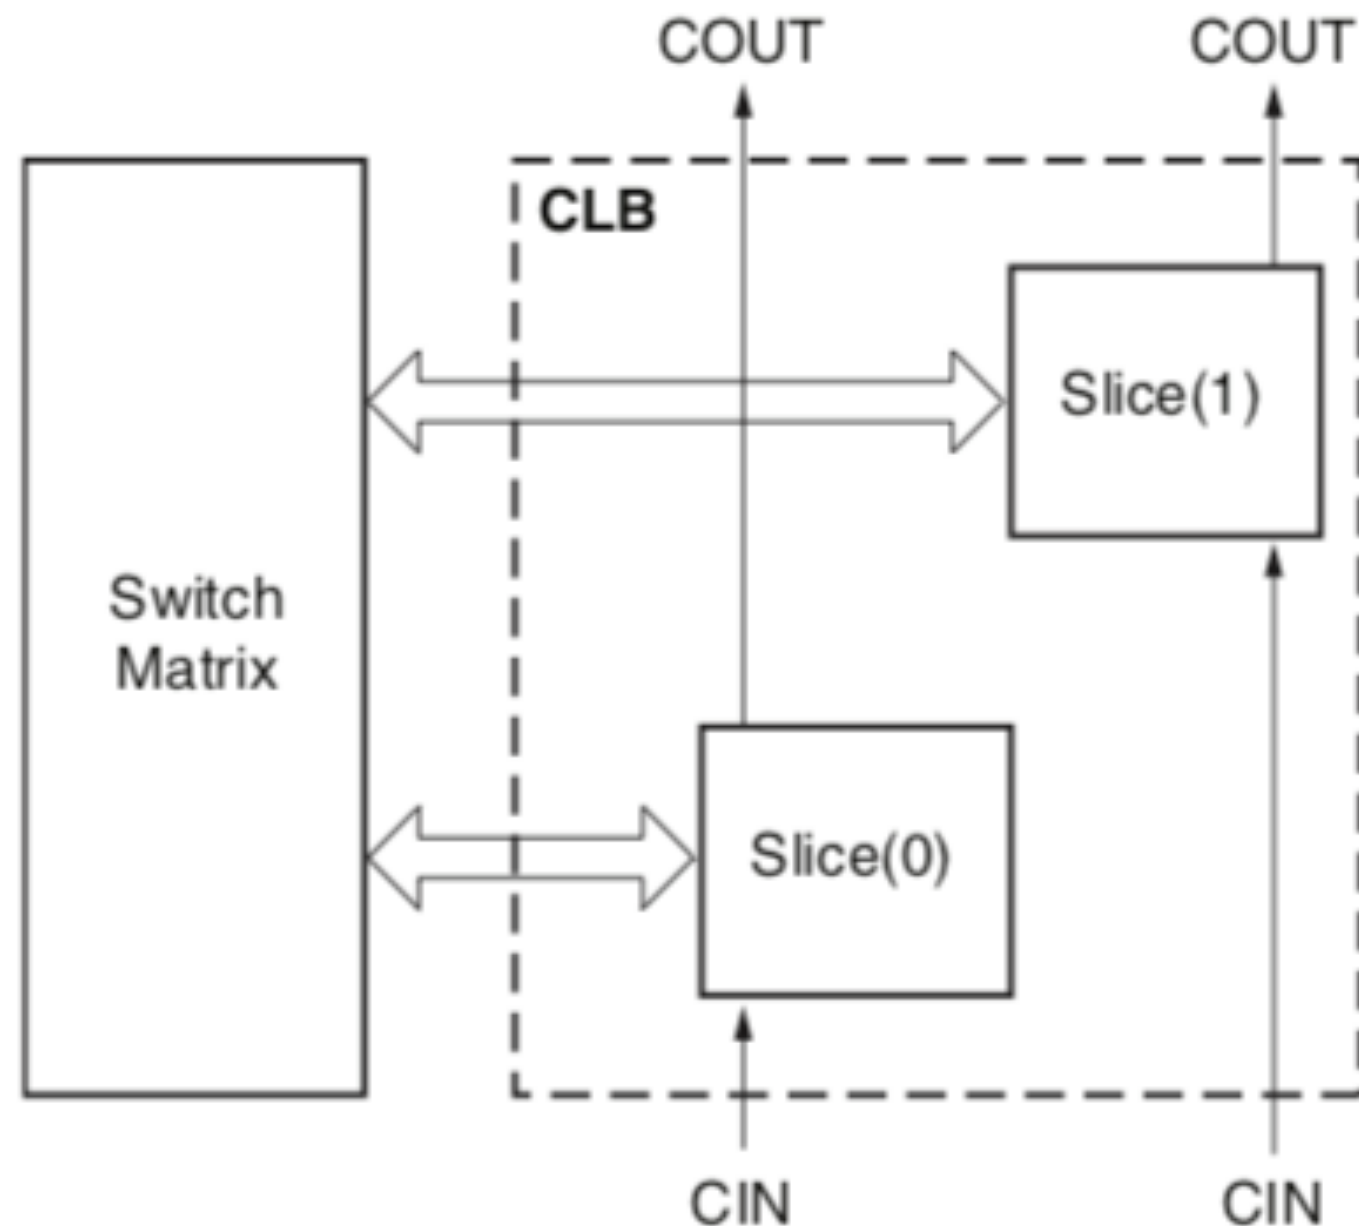 COUT
COUT
CLB
Slice(1)
Switch
Matrix
Slice(0)
CIN
CIN